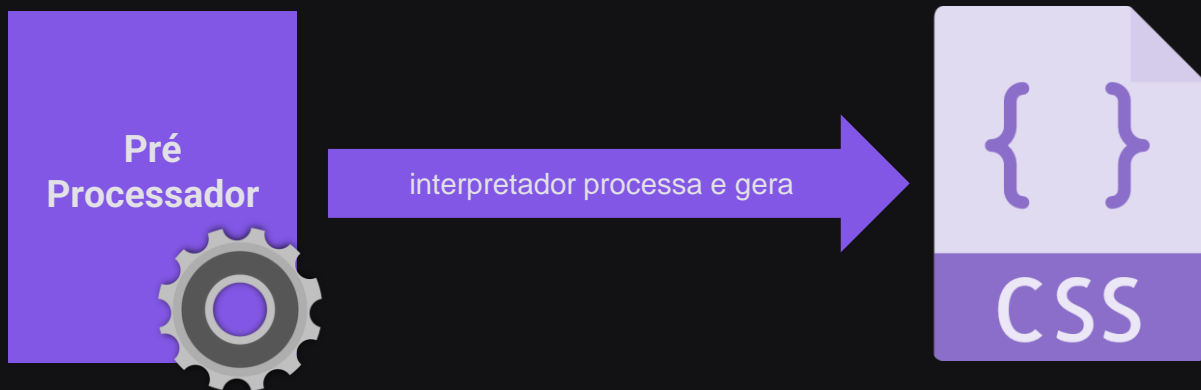 Pré
Processador
interpretador processa e gera
{ }
CSS